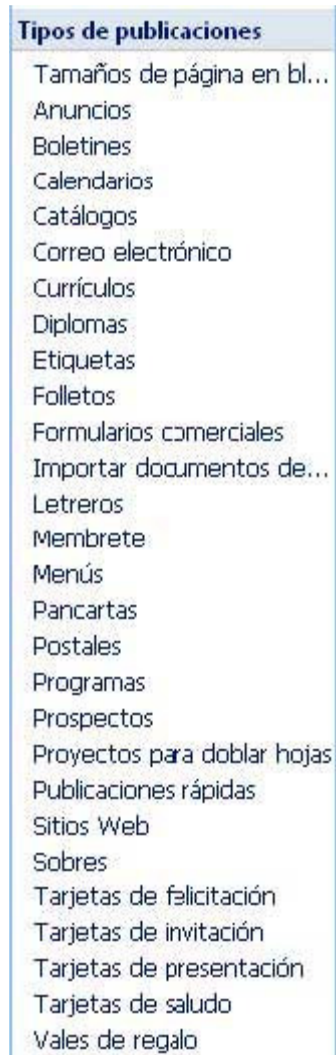 Tipos de publicaciones
Tamaños de página en bl...
Anuncios
Boletines
Calendarios
Catálogos
Correo electrónico
Currículos
Diplomas
Etiquetas
Folletos
Formularios comerciales
Importar documentos de...
Letreros
Membrete
Menús
Pancartas
Postales
Programas
Prospectos
Proyectos para doblar hojas
Publicaciones rápidas
Sitios Web
Sobres
Tarjetas de felicitación
Tarjetas de invitación
Tarjetas de presentación
Tarjetas de saludo
Vales de regalo